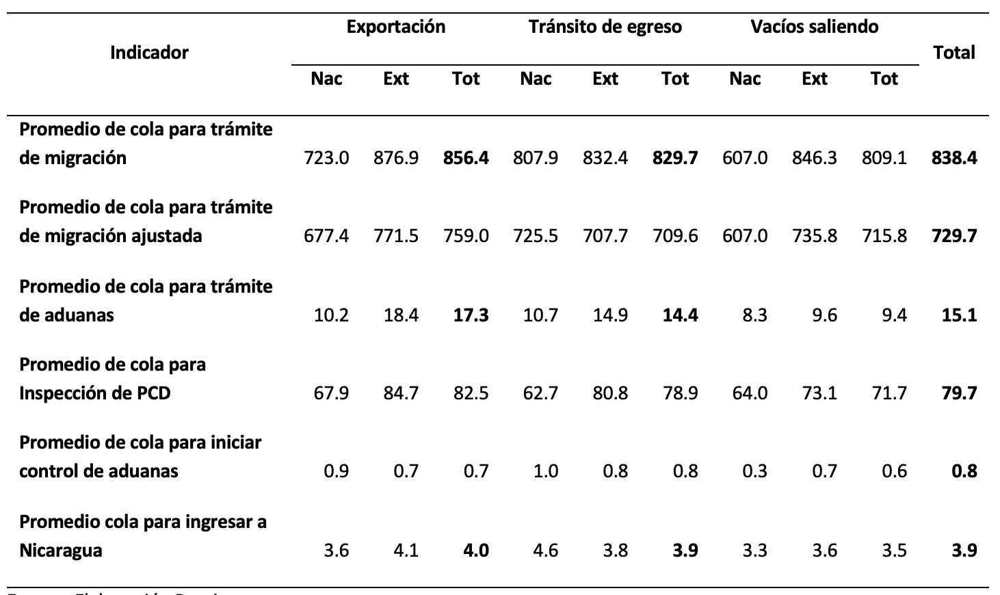 Exportación Tránsito de egreso Vacíos saliendo
Indicador Total
Nac Ext Tot Nac Ext Tot Nac Ext Tot
Promedio de cola para trámite
de migración 723.0 876.9 856.4 807.9 832.4 829.7 607.0 846.3 809.1 838.4
Promedio de cola para trámite
de migración ajustada 677.4 771.5 759.0 725.5 707.7 709.6 607.0 735.8 715.8 729.7
Promedio de cola para trámite
de aduanas 10.2 18.4 17.3 10.7 14.9 14.4 8.3 9.6 9.4 15.1
Promedio de cola para
Inspección de PCD 67.9 84.7 82.5 62.7 80.8 78.9 64.0 73.1 71.7 79.7
Promedio de cola para iniciar
control de aduanas 0.9 0.7 0.7 1.0 0.8 0.8 0.3 0.7 0.6 0.8
Promedio cola para ingresar a
Nicaragua 3.6 4.1 4.0 4.6 3.8 3.9 3.3 3.6 3.5 3.9